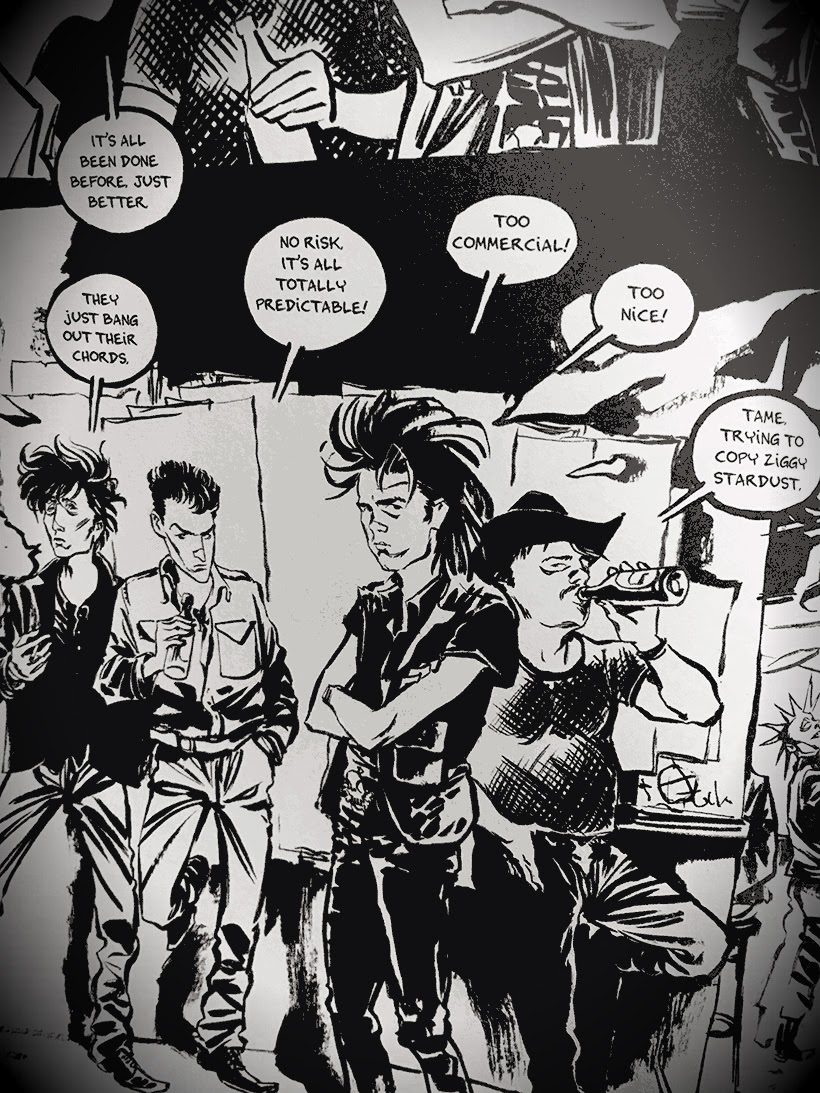 IT'S ALL
BEEN DONE
BEFORE, JUST
BETTER.
NO RISK,
IT'S ALL
TOTALLY
PREDICTABLE!
TOO
COMMERCIAL!
TOO
NICE!
THEY
JUST BANG
OUT THEIR
CHORDS.
TAME,
TRYING TO
COPY ZIGGY
STARDUST.